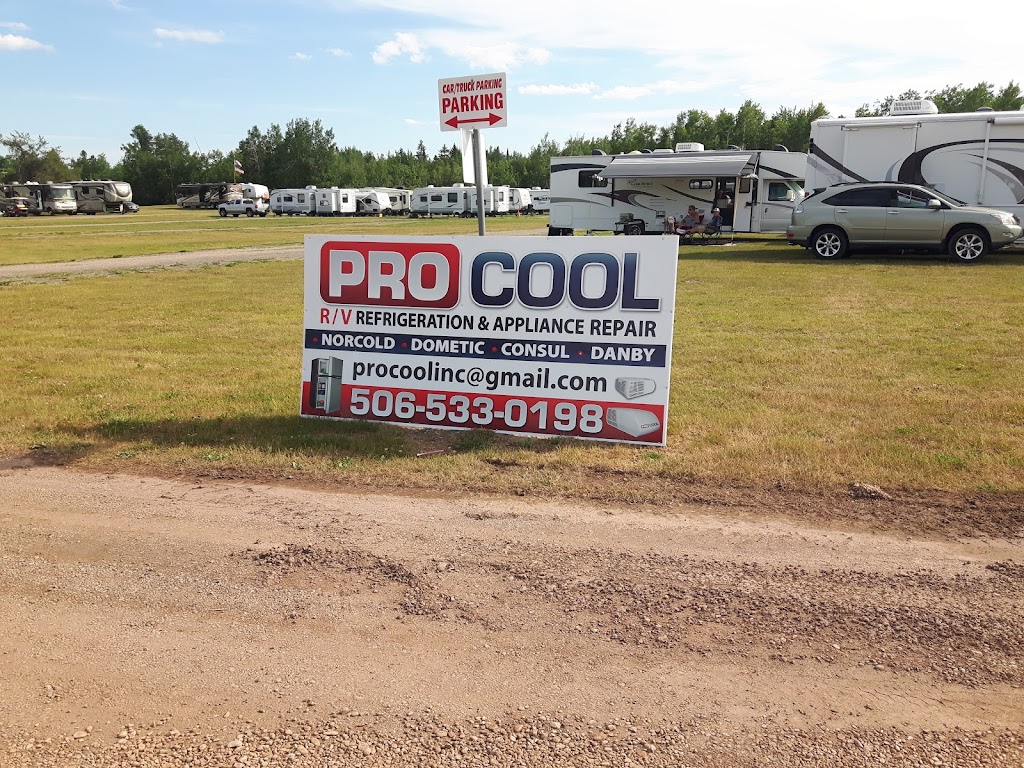 CAR/TRUCK PARKING
PARKING
PRO COOL
R/V REFRIGERATION & APPLIANCE REPAIR
• NORCOLD • DOMETIC • CONSUL • DANBY
procoolinc@gmail.com
506-533-0198